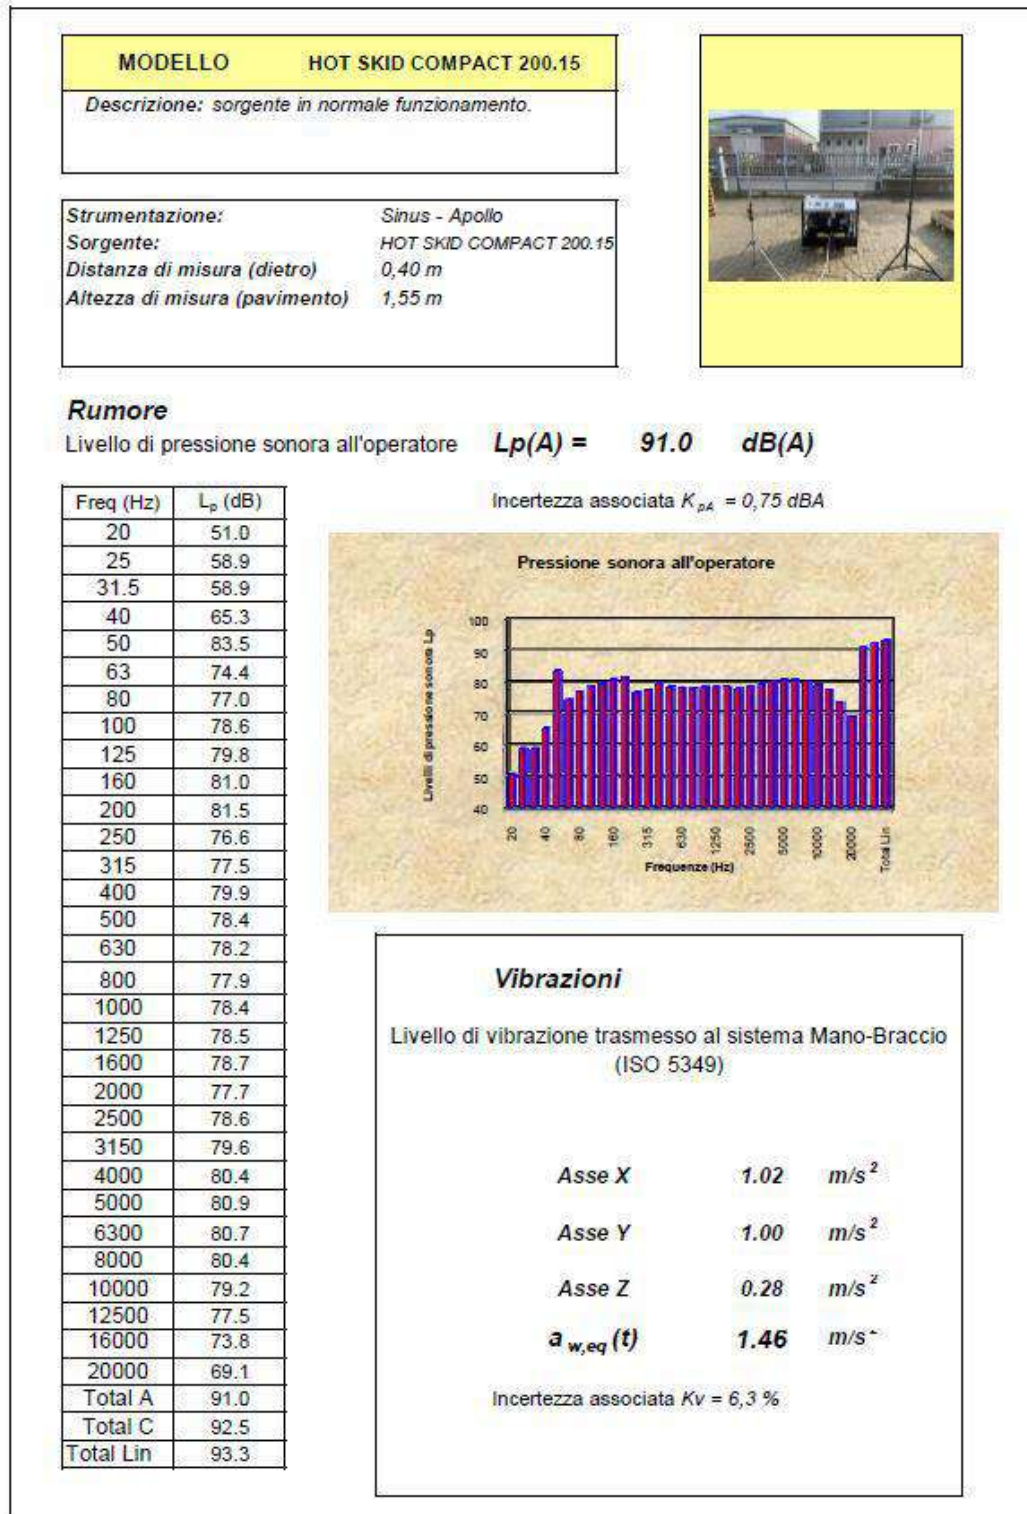 MODELLO HOT SKID COMPACT 200.15
Descrizione: sorgente in normale funzionamento.
Strumentazione: Sinus - Apollo
Sorgente: HOT SKID COMPACT 200.15
Distanza di misura (dietro) 0,40 m
Altezza di misura (pavimento) 1,55 m
Rumore
Livello di pressione sonora all'operatore Lp(A) = 91.0 dB(A)
Incertezza associata K pA = 0,75 dBA
Freq (Hz) Lp (dB)
20 51.0
25 58.9
31.5 58.9
40 65.3
50 83.5
63 74.4
80 77.0
100 78.6
125 79.8
160 81.0
200 81.5
250 76.6
315 77.5
400 79.9
500 78.4
630 78.2
800 77.9
1000 78.4
1250 78.5
1600 78.7
2000 77.7
2500 78.6
3150 79.6
4000 80.4
5000 80.9
6300 80.7
8000 80.4
10000 79.2
12500 77.5
16000 73.8
20000 69.1
Total A 91.0
Total C 92.5
Total Lin 93.3
Pressione sonora all'operatore
Livelli di pressione sonora Lp
100
90
80
70
60
50
40
20 40 80 160 315 630 1250 2500 5000 10000 20000 Total Lin
Frequenze (Hz)
Vibrazioni
Livello di vibrazione trasmesso al sistema Mano-Braccio
(ISO 5349)
Asse X 1.02 m/s²
Asse Y 1.00 m/s²
Asse Z 0.28 m/s²
a w,eq (t) 1.46 m/s²
Incertezza associata Kv = 6,3 %